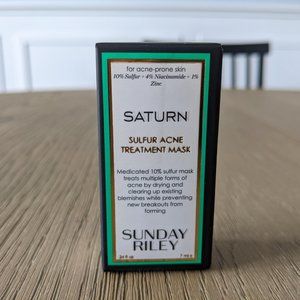 for acne-prone skin
10% Sulfur + 4% Niacinamide + 1%
Zinc
SATURN
SULFUR ACNE
TREATMENT MASK
Medicated 10% sulfur mask
treats multiple forms of
acne by drying and
clearing up existing
blemishes while preventing
new breakouts from
forming
SUNDAY
RILEY